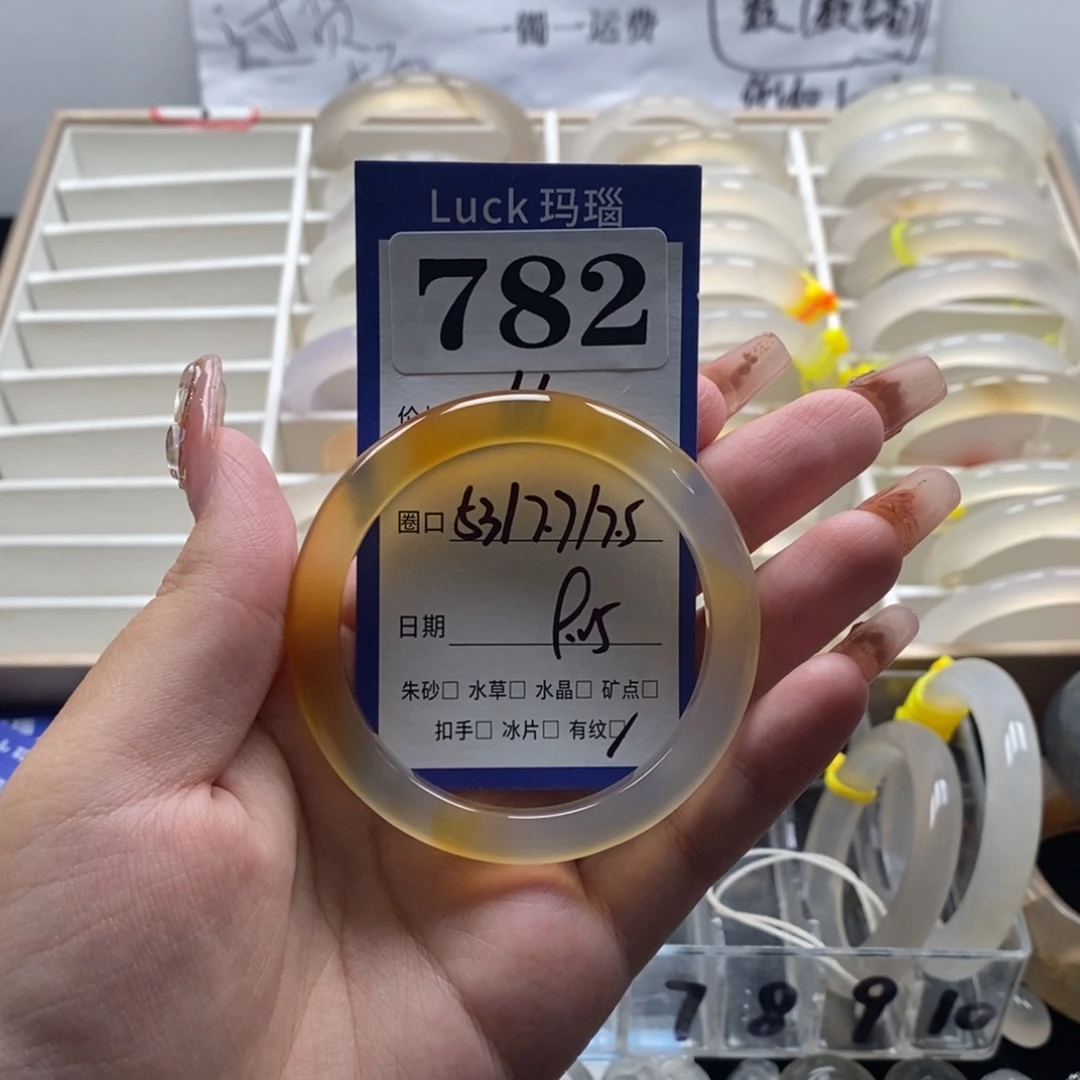 一镯一运费
Luck 玛瑙
782
圈口 53/7.7/7.5
日期 P.15
朱砂□ 水草□ 水晶□ 矿点□
扣手□ 冰片□ 有纹□
7 8 9 10